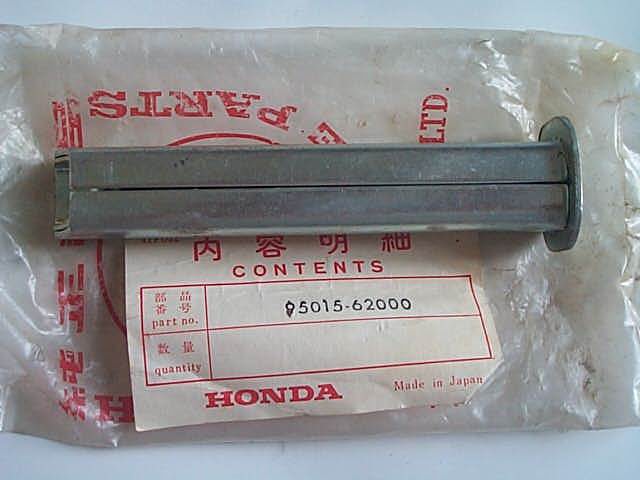 PARTS
LTD.
内容明細
CONTENTS
部品
番号
part no.
95015-62000
数量
quantity
HONDA
Made in Japan